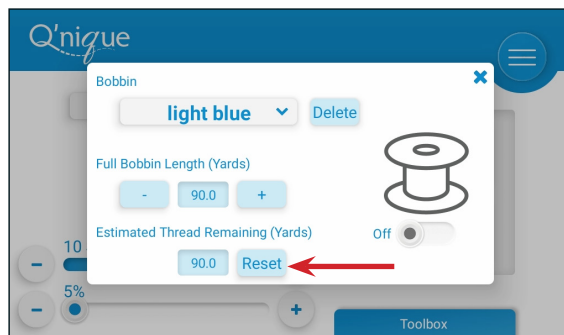 Q'nique
Bobbin
light blue Delete
Full Bobbin Length (Yards)
- 90.0 +
Estimated Thread Remaining (Yards) Off
90.0 Reset
10
-
5%
- +
Toolbox